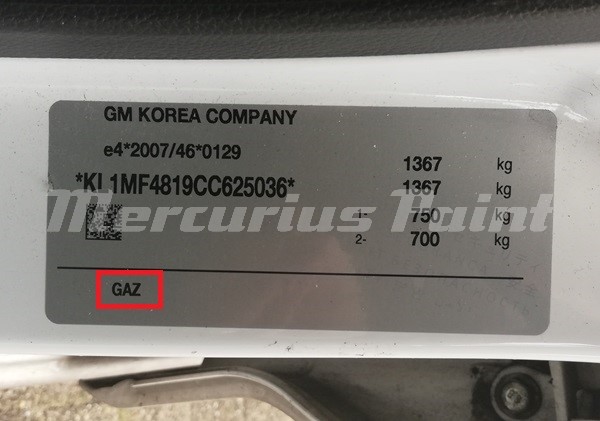 GM KOREA COMPANY
e4*2007/46*0129
1367 kg
*KL1MF4819CC625036*
1367 kg
Mercurius Paint
1- 750 kg
2- 700 kg
GAZ